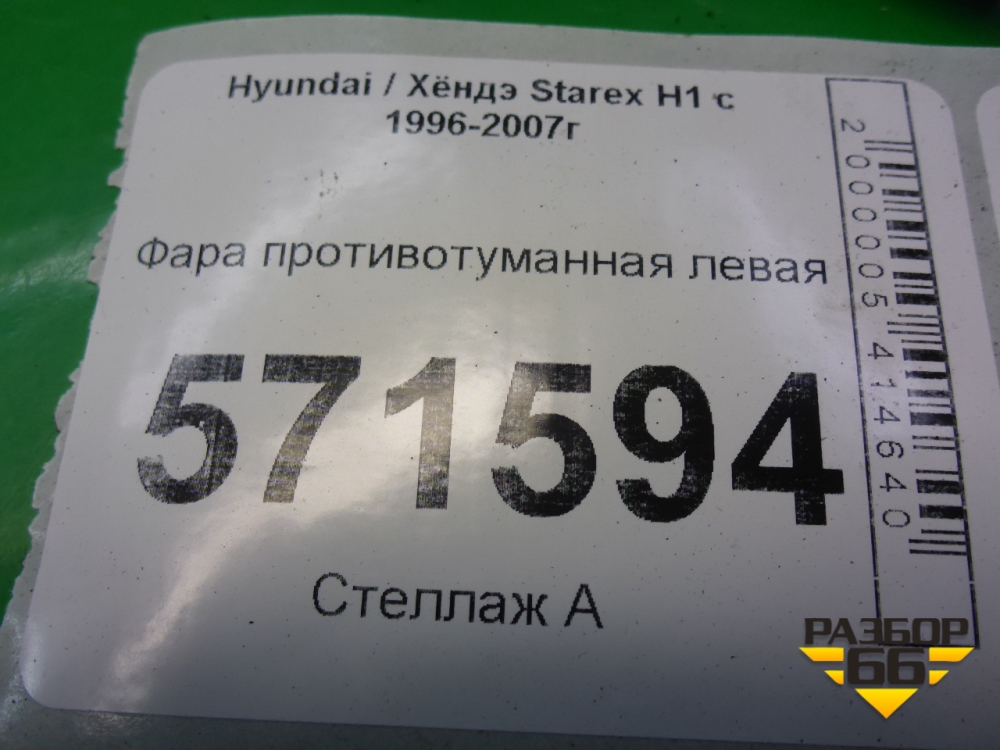 Hyundai / Хёндэ Starex H1 с
1996-2007г
Фара противотуманная левая
571594
Стеллаж А
2000005414640
РАЗБОР
66